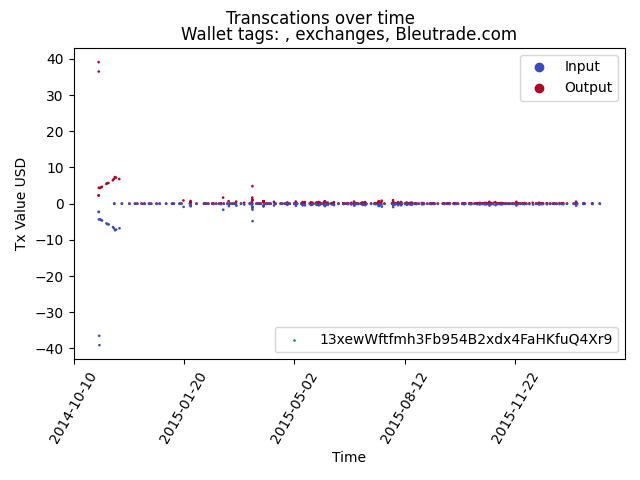 Transcations over time
Wallet tags: , exchanges, Bleutrade.com
Tx Value USD
40
30
20
10
0
−10
−20
−30
−40
Input
Output
13xewWftfmh3Fb954B2xdx4FaHKfuQ4Xr9
2014-10-10
2015-01-20
2015-05-02
2015-08-12
2015-11-22
Time